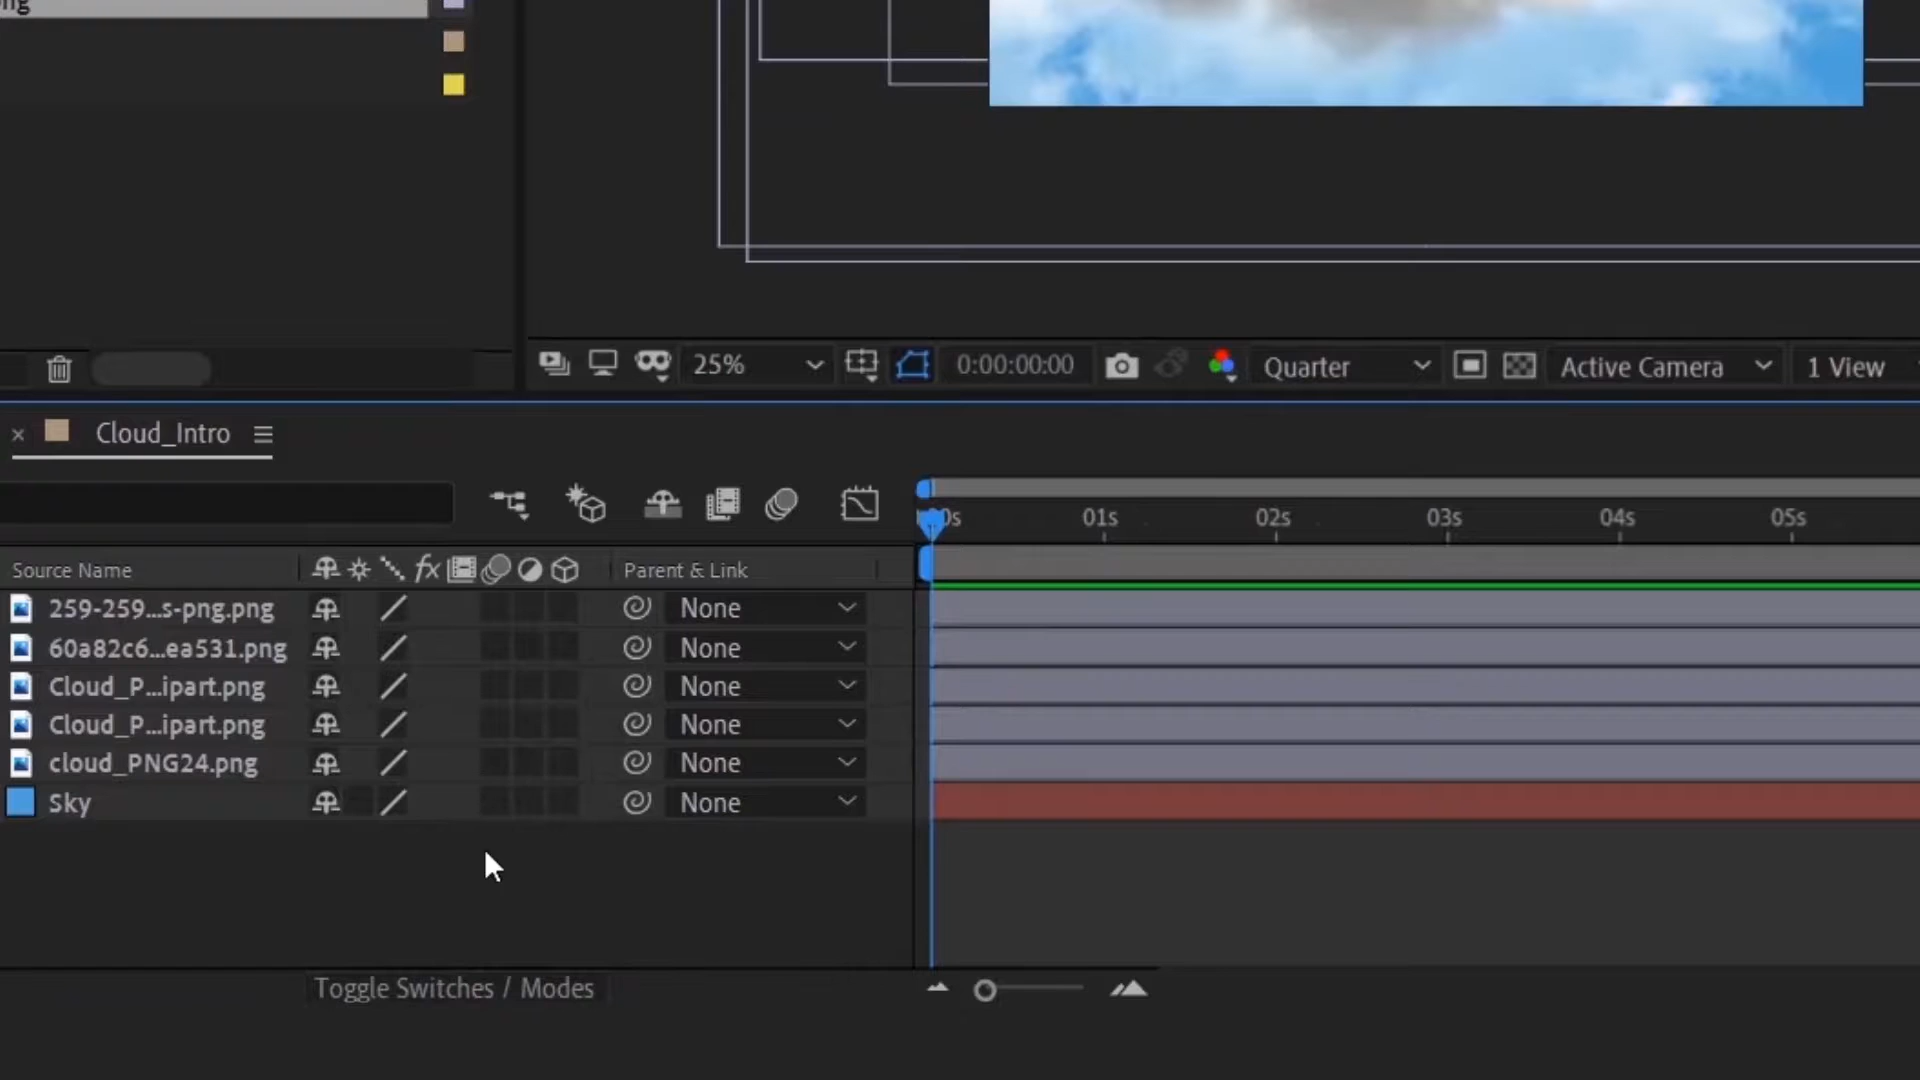 25%
0:00:00:00
Quarter
Active Camera
1 View
Cloud_Intro
01s
02s
03s
04s
05s
Source Name
fx
Parent & Link
259-259...s-png.png
None
60a82c6...ea531.png
None
Cloud_P...ipart.png
None
Cloud_P...ipart.png
None
cloud_PNG24.png
None
Sky
None
Toggle Switches / Modes